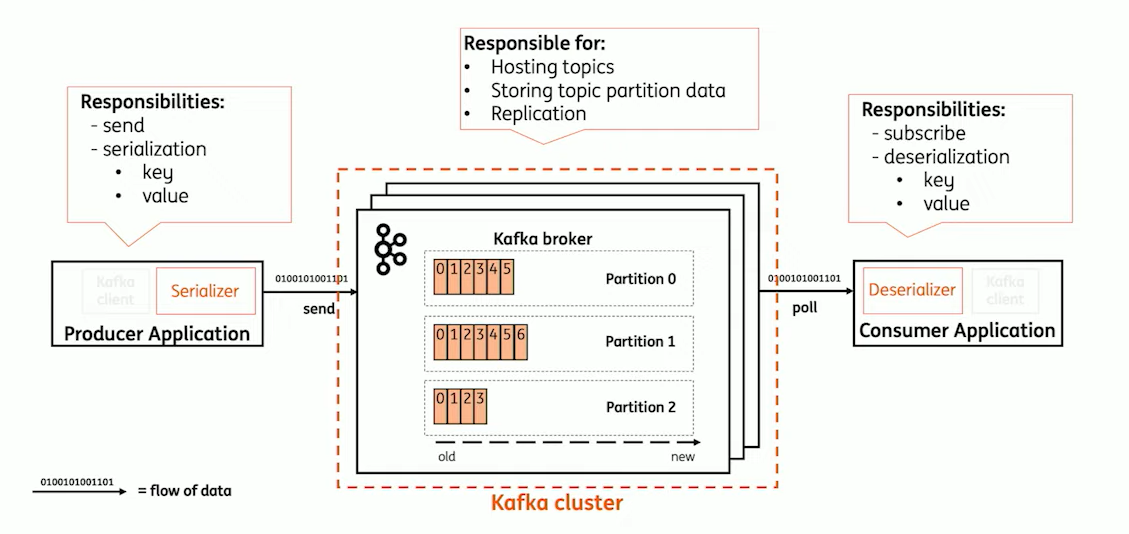 Responsible for:
• Hosting topics
• Storing topic partition data
• Replication
Responsibilities:
- send
- serialization
• key
• value
Responsibilities:
- subscribe
- deserialization
• key
• value
Kafka client
Serializer
Producer Application
0100101001101
send
Kafka broker
0 1 2 3 4 5
Partition 0
0 1 2 3 4 5 6
Partition 1
0 1 2 3
Partition 2
old
new
Kafka cluster
0100101001101
poll
Deserializer
Kafka client
Consumer Application
0100101001101
= flow of data